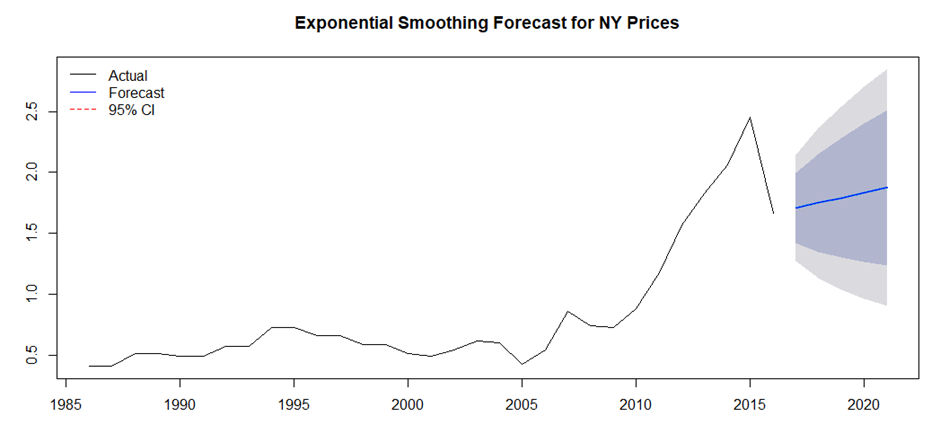 Exponential Smoothing Forecast for NY Prices
Actual
Forecast
95% CI
2.5
2.0
1.5
1.0
0.5
1985 1990 1995 2000 2005 2010 2015 2020